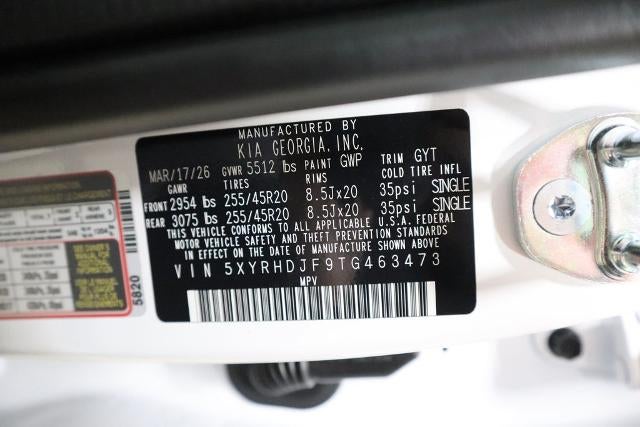 MANUFACTURED BY
KIA GEORGIA, INC.
MAR/17/26 GVWR 5512 lbs PAINT GWP TRIM GYT
GAWR TIRES RIMS COLD TIRE INFL
FRONT 2954 lbs 255/45R20 8.5Jx20 35psi SINGLE
REAR 3075 lbs 255/45R20 8.5Jx20 35psi SINGLE
THIS VEHICLE CONFORMS TO ALL APPLICABLE U.S.A. FEDERAL
MOTOR VEHICLE SAFETY AND THEFT PREVENTION STANDARDS
IN EFFECT ON THE DATE OF MANUFACTURE SHOWN ABOVE
VIN 5XYRHDJF9TG463473
MPV
5820